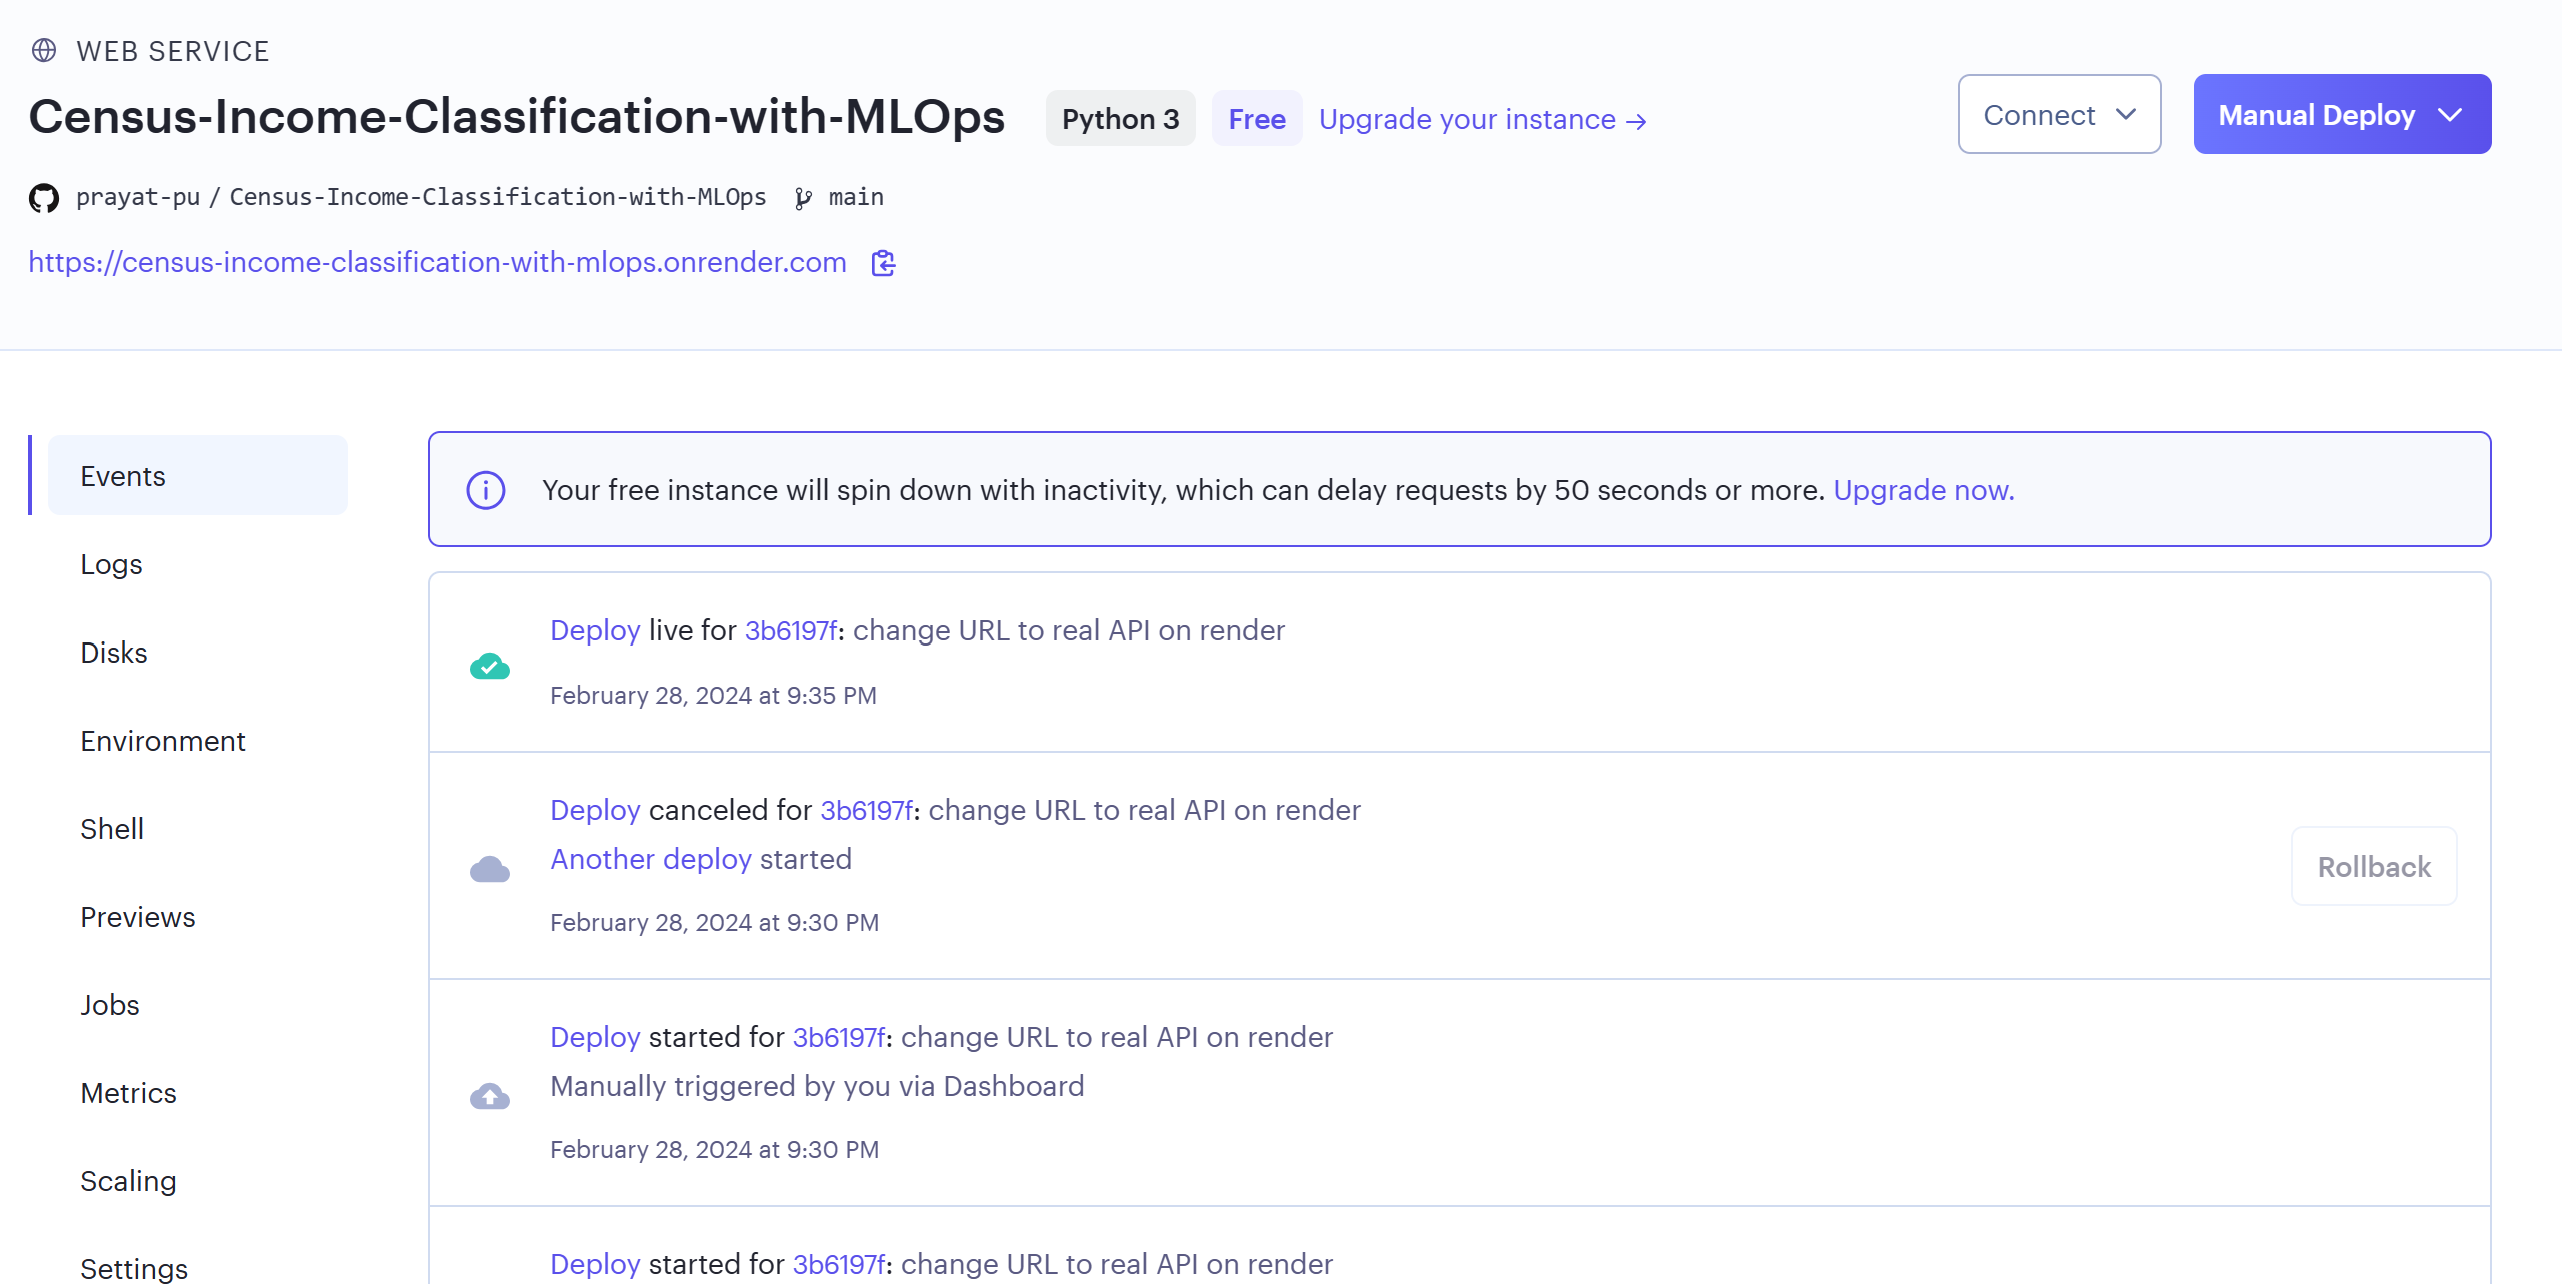 WEB SERVICE
Census-Income-Classification-with-MLOps Python 3 Free Upgrade your instance → Connect Manual Deploy
prayat-pu / Census-Income-Classification-with-MLOps main
https://census-income-classification-with-mlops.onrender.com
Events
Logs
Disks
Environment
Shell
Previews
Jobs
Metrics
Scaling
Settings
Your free instance will spin down with inactivity, which can delay requests by 50 seconds or more. Upgrade now.
Deploy live for 3b6197f: change URL to real API on render
February 28, 2024 at 9:35 PM
Deploy canceled for 3b6197f: change URL to real API on render
Another deploy started
February 28, 2024 at 9:30 PM
Rollback
Deploy started for 3b6197f: change URL to real API on render
Manually triggered by you via Dashboard
February 28, 2024 at 9:30 PM
Deploy started for 3b6197f: change URL to real API on render